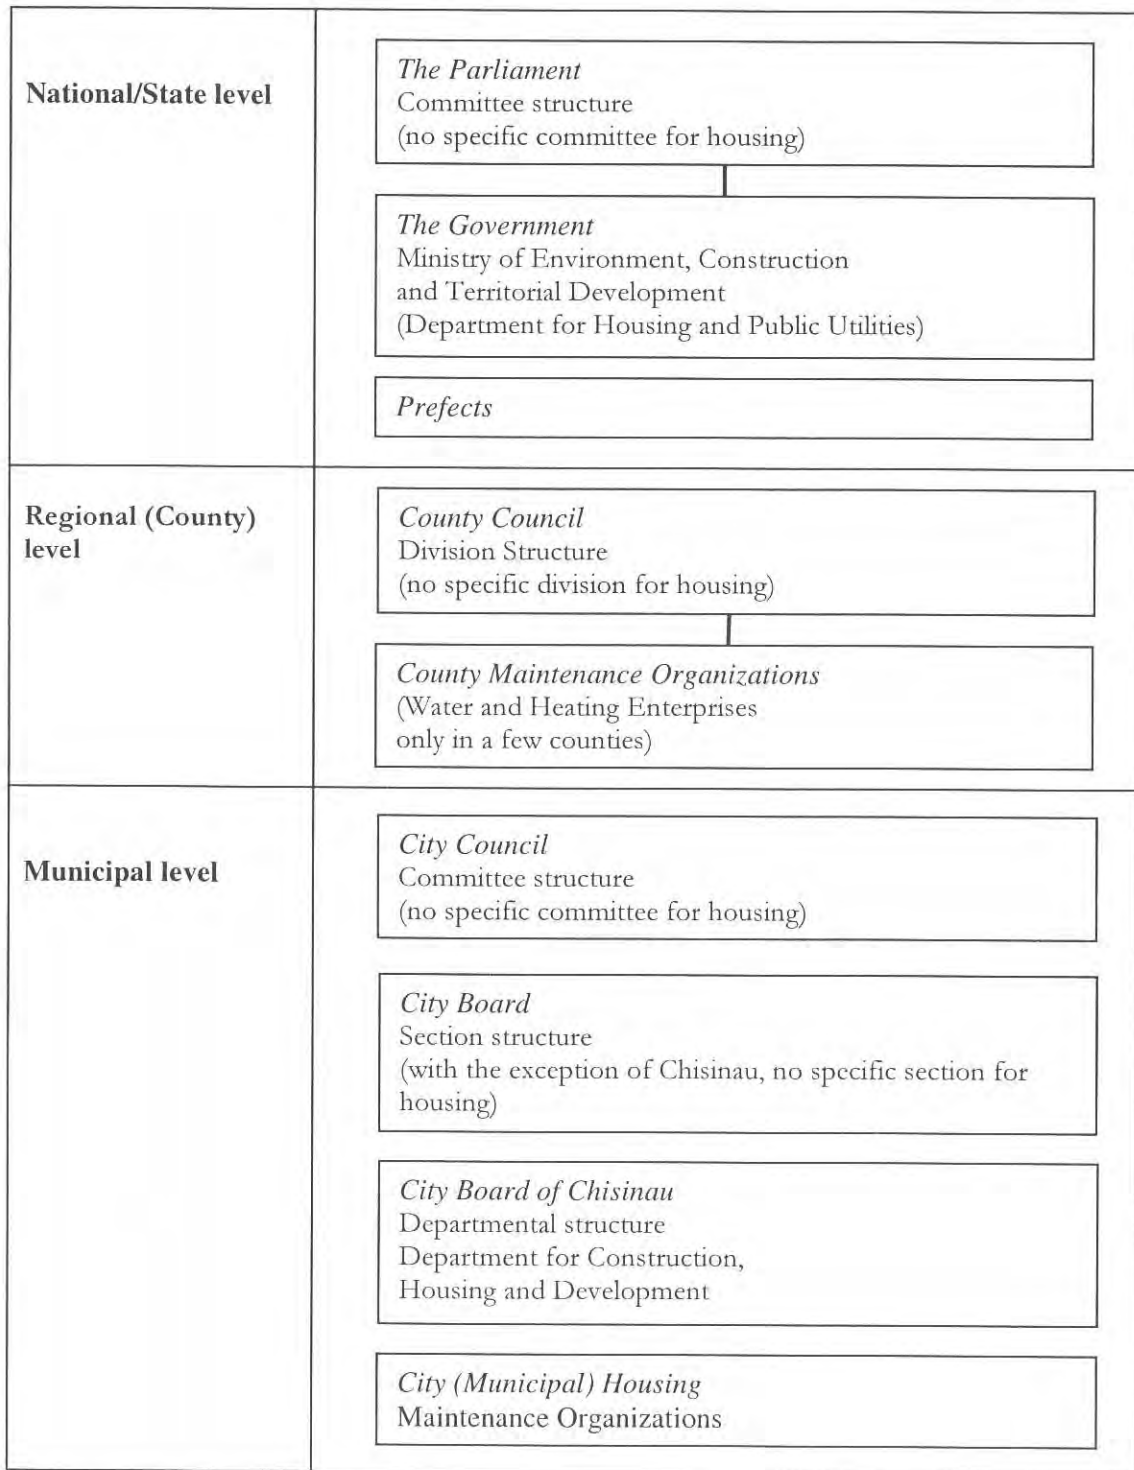 National/State level
The Parliament
Committee structure
(no specific committee for housing)
The Government
Ministry of Environment, Construction
and Territorial Development
(Department for Housing and Public Utilities)
Prefects
Regional (County)
level
County Council
Division Structure
(no specific division for housing)
County Maintenance Organizations
(Water and Heating Enterprises
only in a few counties)
Municipal level
City Council
Committee structure
(no specific committee for housing)
City Board
Section structure
(with the exception of Chisinau, no specific section for
housing)
City Board of Chisinau
Departmental structure
Department for Construction,
Housing and Development
City (Municipal) Housing
Maintenance Organizations